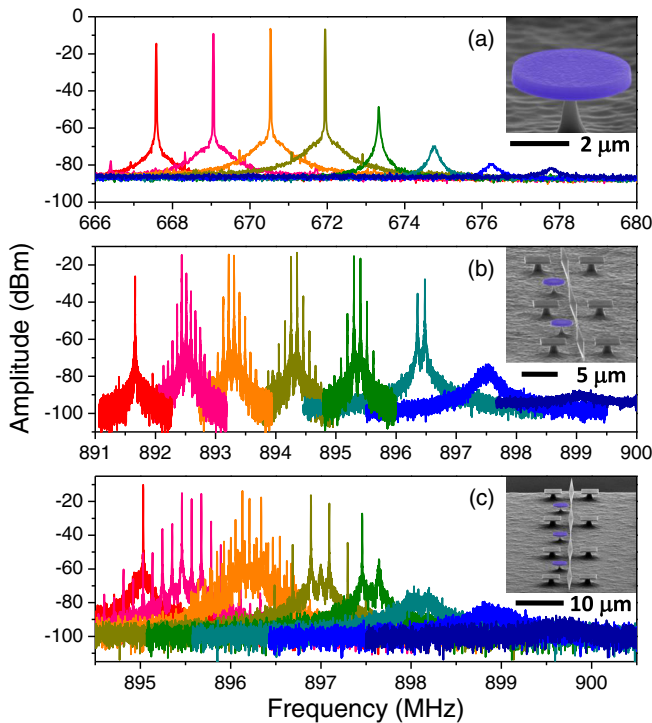 Amplitude (dBm)
0
-20
-40
-60
-80
-100
(a)
2 μm
666 668 670 672 674 676 678 680
-20
-40
-60
-80
-100
(b)
5 μm
891 892 893 894 895 896 897 898 899 900
-20
-40
-60
-80
-100
(c)
10 μm
895 896 897 898 899 900
Frequency (MHz)